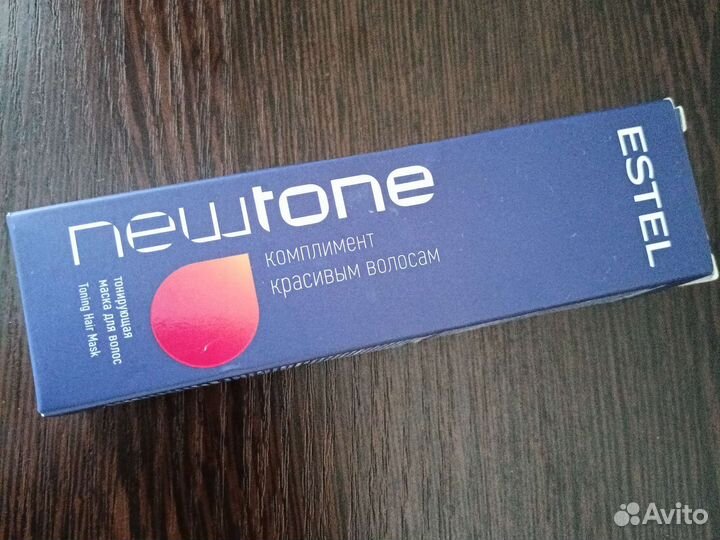 newtone
комплимент
красивым волосам
тонирующая
маска для волос
Toning Hair Mask
ESTEL
Avito